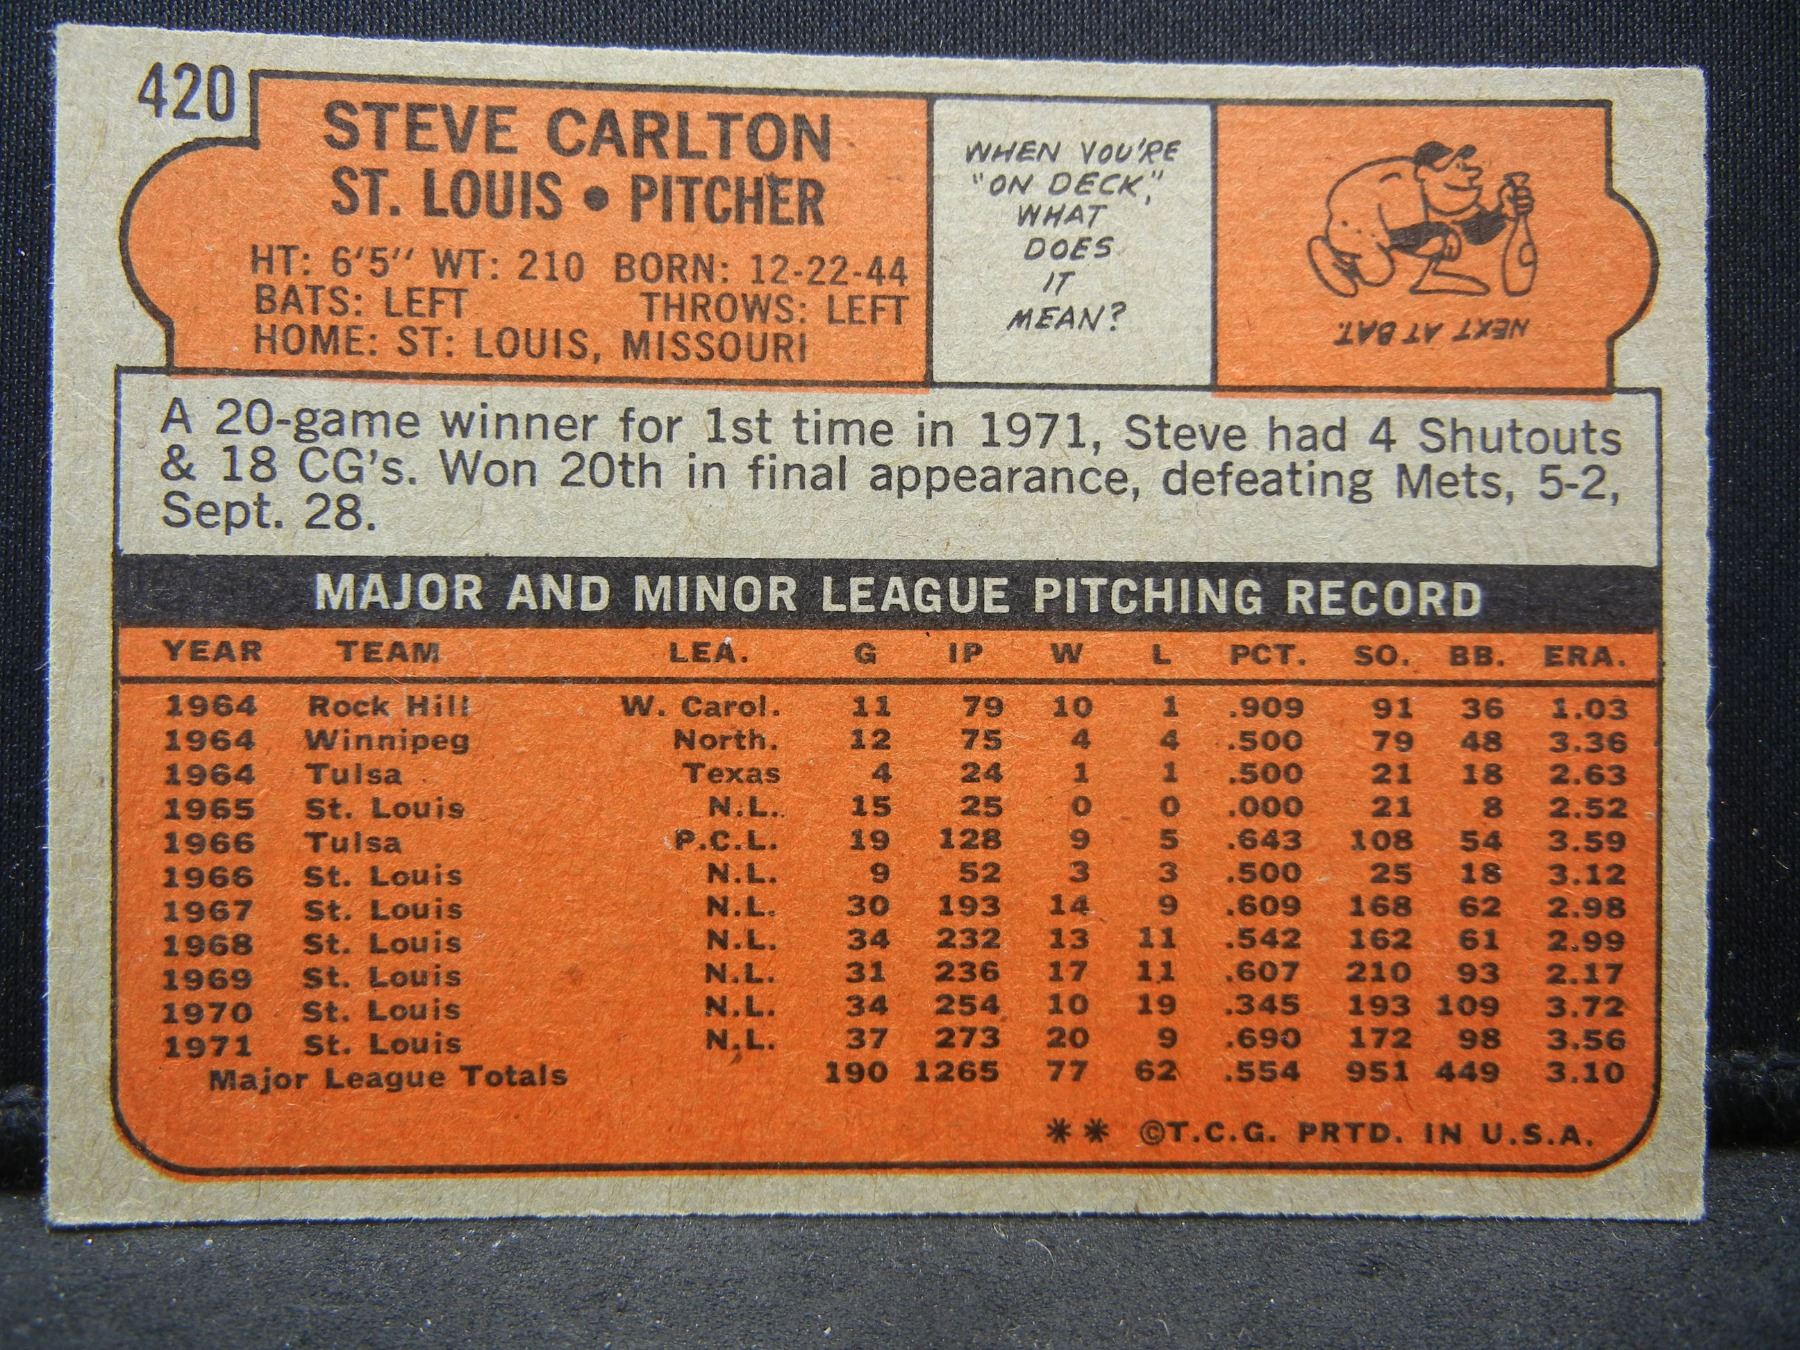 420
STEVE CARLTON
ST. LOUIS • PITCHER
HT: 6'5" WT: 210 BORN: 12-22-44
BATS: LEFT THROWS: LEFT
HOME: ST: LOUIS, MISSOURI
WHEN YOU'RE
"ON DECK,"
WHAT
DOES
IT
MEAN?
NEXT AT BAT.
A 20-game winner for 1st time in 1971, Steve had 4 Shutouts
& 18 CG's. Won 20th in final appearance, defeating Mets, 5-2,
Sept. 28.
MAJOR AND MINOR LEAGUE PITCHING RECORD
YEAR TEAM LEA. G IP W L PCT. SO. BB. ERA.
1964 Rock Hill W. Carol. 11 79 10 1 .909 91 36 1.03
1964 Winnipeg North. 12 75 4 4 .500 79 48 3.36
1964 Tulsa Texas 4 24 1 1 .500 21 18 2.63
1965 St. Louis N.L. 15 25 0 0 .000 21 8 2.52
1966 Tulsa P.C.L. 19 128 9 5 .643 108 54 3.59
1966 St. Louis N.L. 9 52 3 3 .500 25 18 3.12
1967 St. Louis N.L. 30 193 14 9 .609 168 62 2.98
1968 St. Louis N.L. 34 232 13 11 .542 162 61 2.99
1969 St. Louis N.L. 31 236 17 11 .607 210 93 2.17
1970 St. Louis N.L. 34 254 10 19 .345 193 109 3.72
1971 St. Louis N.L. 37 273 20 9 .690 172 98 3.56
Major League Totals 190 1265 77 62 .554 951 449 3.10
** ©T.C.G. PRTD. IN U.S.A.